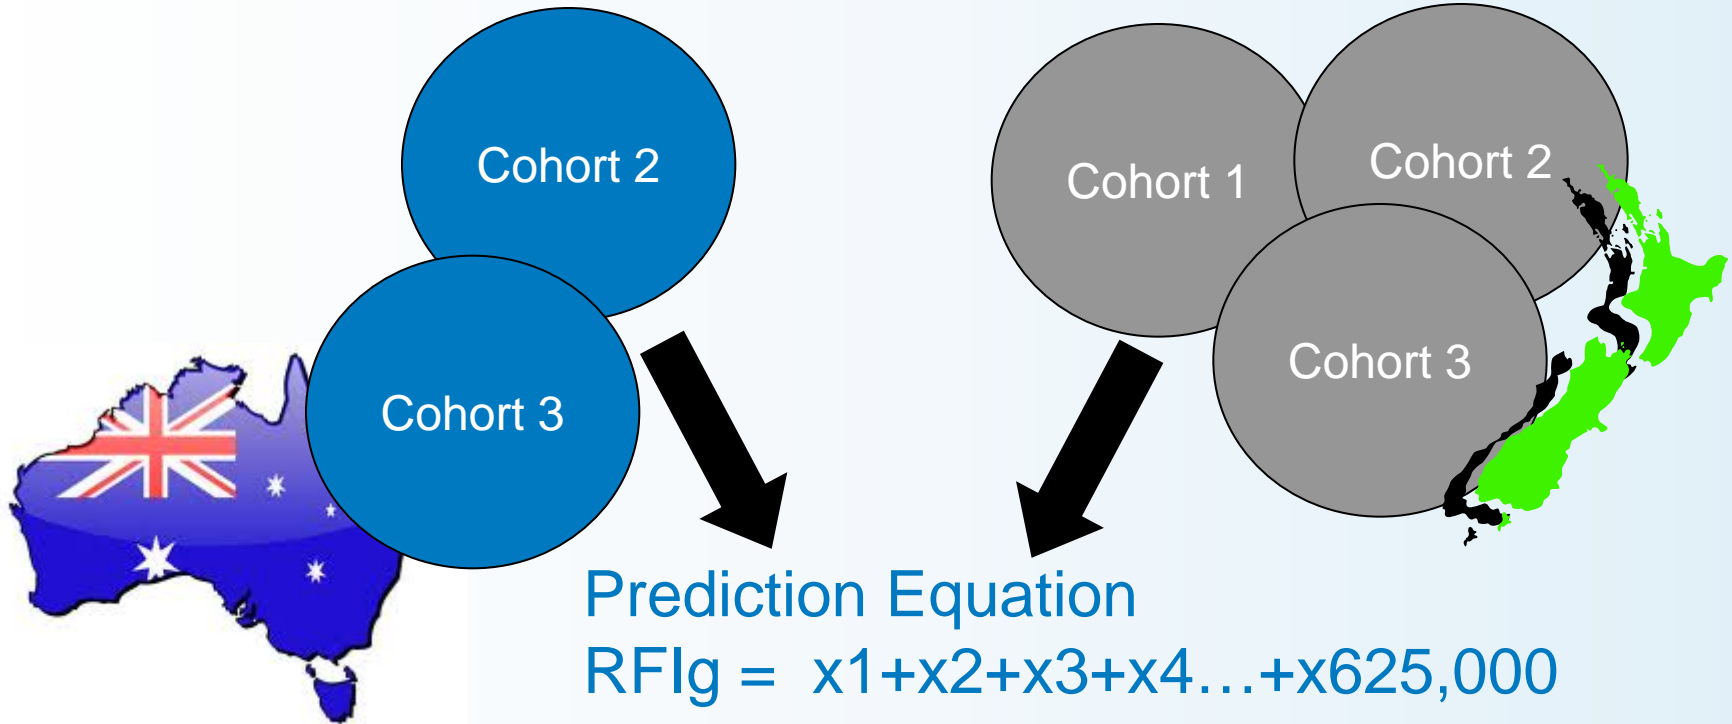 Cohort 2
Cohort 3
Cohort 1
Cohort 2
Cohort 3
Prediction Equation
RFIg = x1+x2+x3+x4…+x625,000